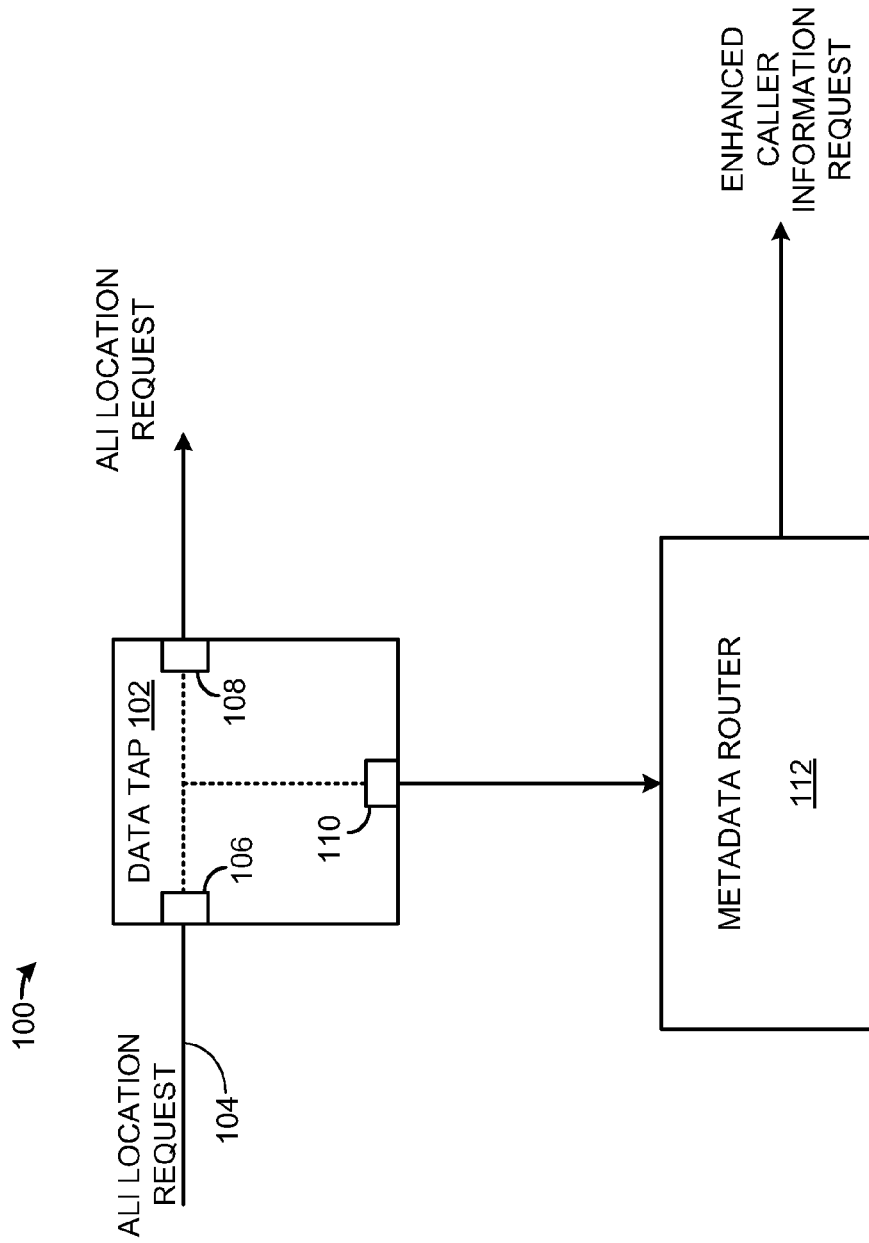 100
ALI LOCATION
REQUEST
104
DATA TAP 102
106
108
110
ALI LOCATION
REQUEST
METADATA ROUTER
112
ENHANCED
CALLER
INFORMATION
REQUEST